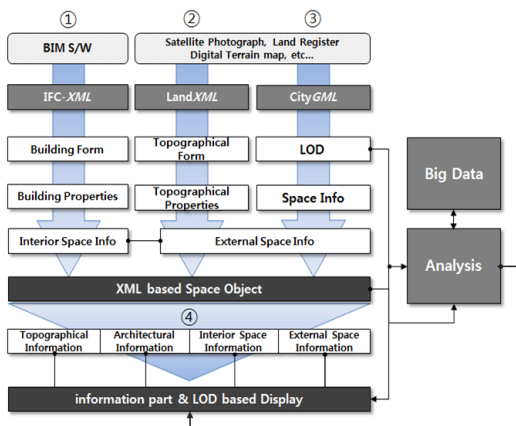 ① ② ③
BIM S/W
Satellite Photograph, Land Register
Digital Terrain map, etc...
IFC-XML LandXML CityGML
Building Form
Topographical
Form
LOD
Building Properties
Topographical
Properties
Space Info
Interior Space Info External Space Info
Big Data
Analysis
XML based Space Object
④
Topographical
Information
Architectural
Information
Interior Space
Information
External Space
Information
information part & LOD based Display